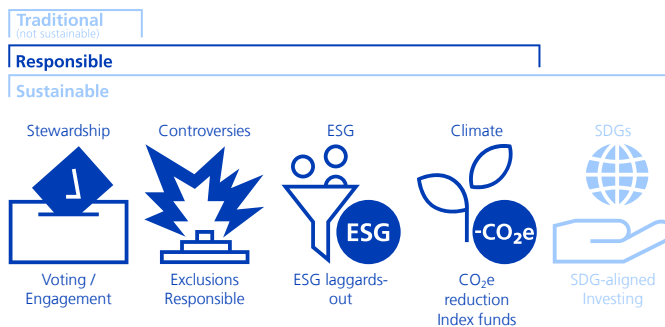 Traditional
(not sustainable)
Responsible
Sustainable
Stewardship
Controversies
ESG
Climate
SDGs
ESG
-CO₂e
Voting /
Engagement
Exclusions
Responsible
ESG laggards-
out
CO₂e
reduction
Index funds
SDG-aligned
Investing